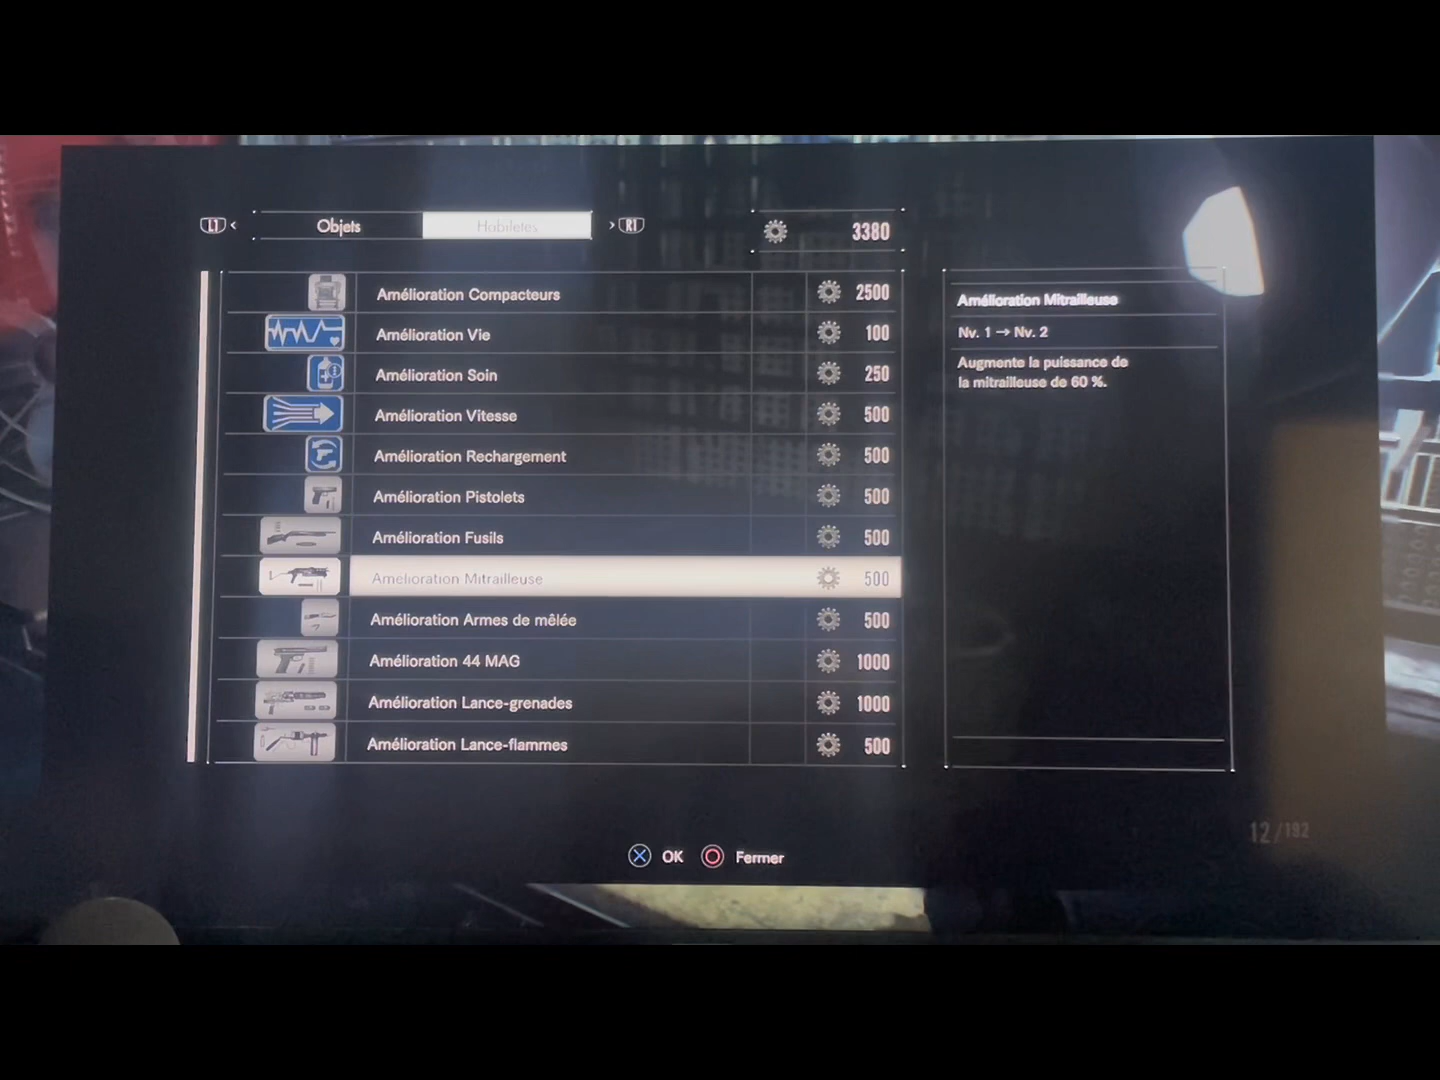 L1 < Objets Habiletés > R1 3380
Amélioration Compacteurs 2500
Amélioration Vie 100
Amélioration Soin 250
Amélioration Vitesse 500
Amélioration Rechargement 500
Amélioration Pistolets 500
Amélioration Fusils 500
Amélioration Mitrailleuse 500
Amélioration Armes de mêlée 500
Amélioration 44 MAG 1000
Amélioration Lance-grenades 1000
Amélioration Lance-flammes 500
Amélioration Mitrailleuse
Nv. 1 → Nv. 2
Augmente la puissance de
la mitrailleuse de 60 %.
12/192
OK Fermer